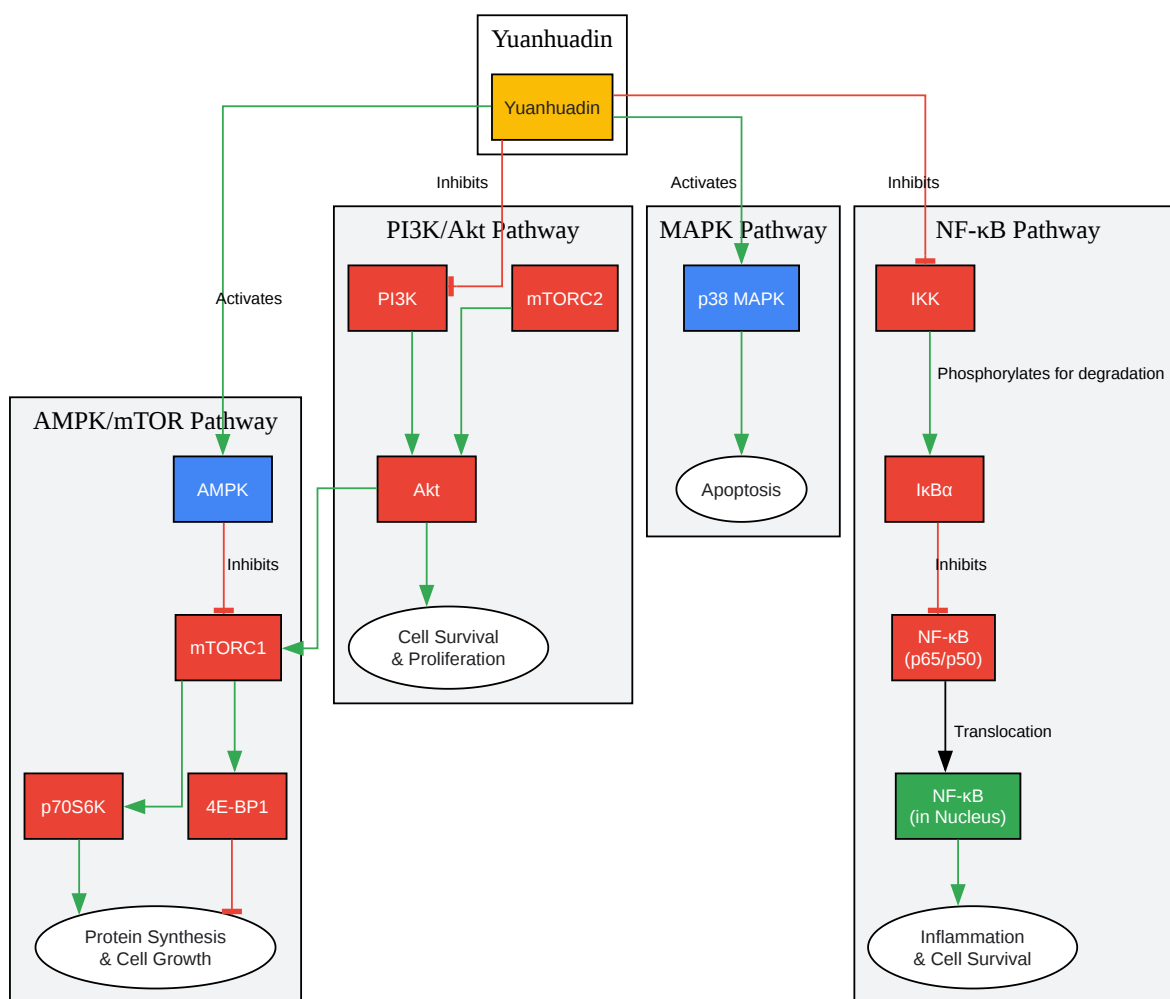 Yuanhuadin
Yuanhuadin
Inhibits
Activates
Inhibits
PI3K/Akt Pathway
MAPK Pathway
NF-κB Pathway
PI3K
mTORC2
p38 MAPK
IKK
Activates
Phosphorylates for degradation
AMPK/mTOR Pathway
AMPK
Akt
Apoptosis
IκBα
Inhibits
Inhibits
mTORC1
Cell Survival
& Proliferation
NF-κB
(p65/p50)
Translocation
p70S6K
4E-BP1
NF-κB
(in Nucleus)
Protein Synthesis
& Cell Growth
Inflammation
& Cell Survival